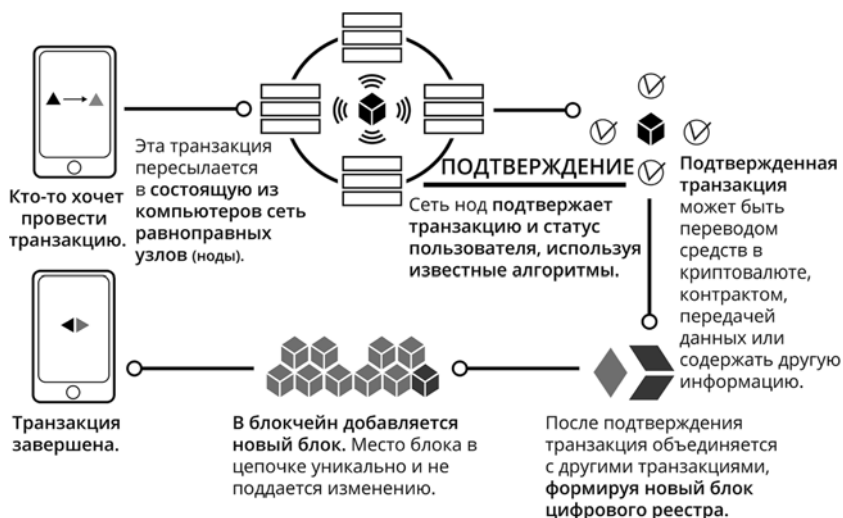 Кто-то хочет
провести
транзакцию.
Эта транзакция
пересылается
в состоящую из
компьютеров сеть
равноправных
узлов (ноды).
ПОДТВЕРЖДЕНИЕ
Сеть нод подтвержает
транзакцию и статус
пользователя, используя
известные алгоритмы.
Подтвержденная
транзакция
может быть
переводом
средств в
криптовалюте,
контрактом,
передачей
данных или
содержать другую
информацию.
После подтверждения
транзакция объединяется
с другими транзакциями,
формируя новый блок
цифрового реестра.
В блокчейн добавляется
новый блок. Место блока в
цепочке уникально и не
поддается изменению.
Транзакция
завершена.